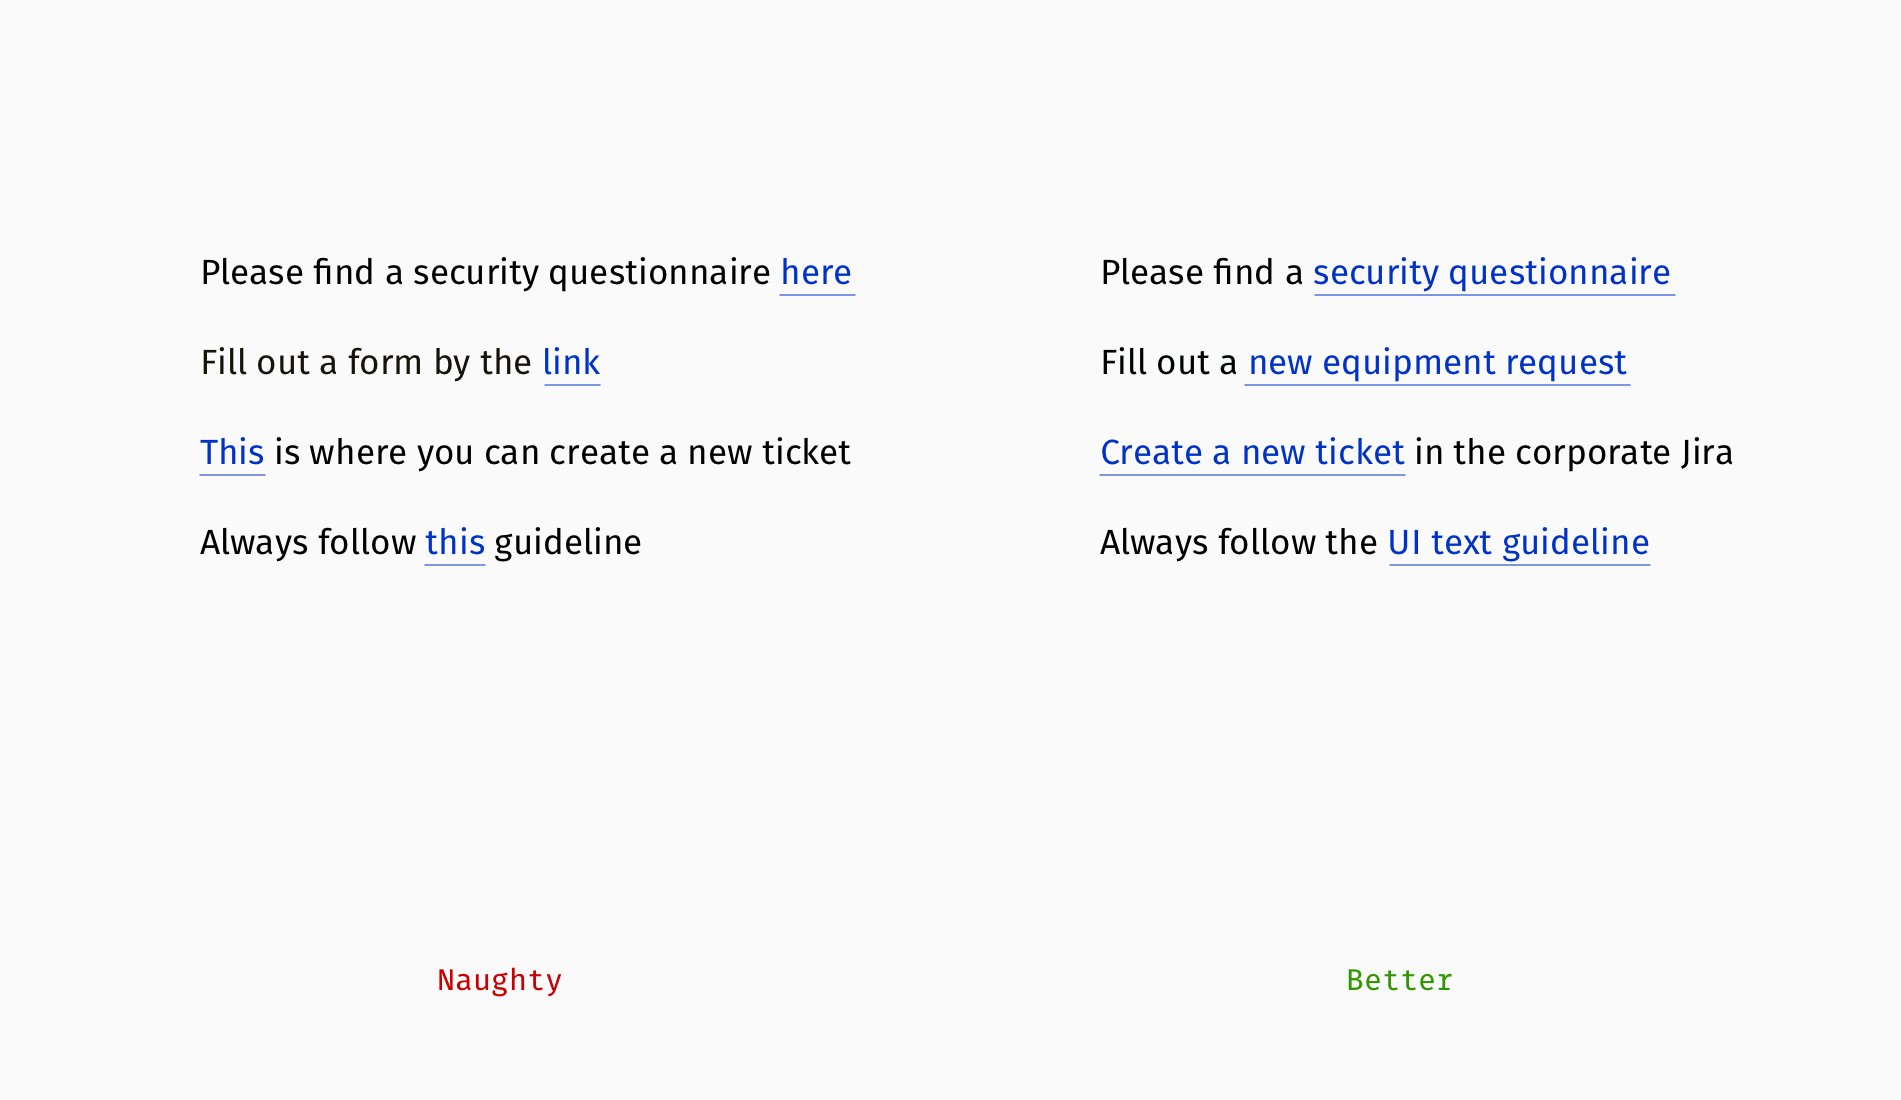 Please find a security questionnaire here
Fill out a form by the link
This is where you can create a new ticket
Always follow this guideline
Naughty
Please find a security questionnaire
Fill out a new equipment request
Create a new ticket in the corporate Jira
Always follow the UI text guideline
Better